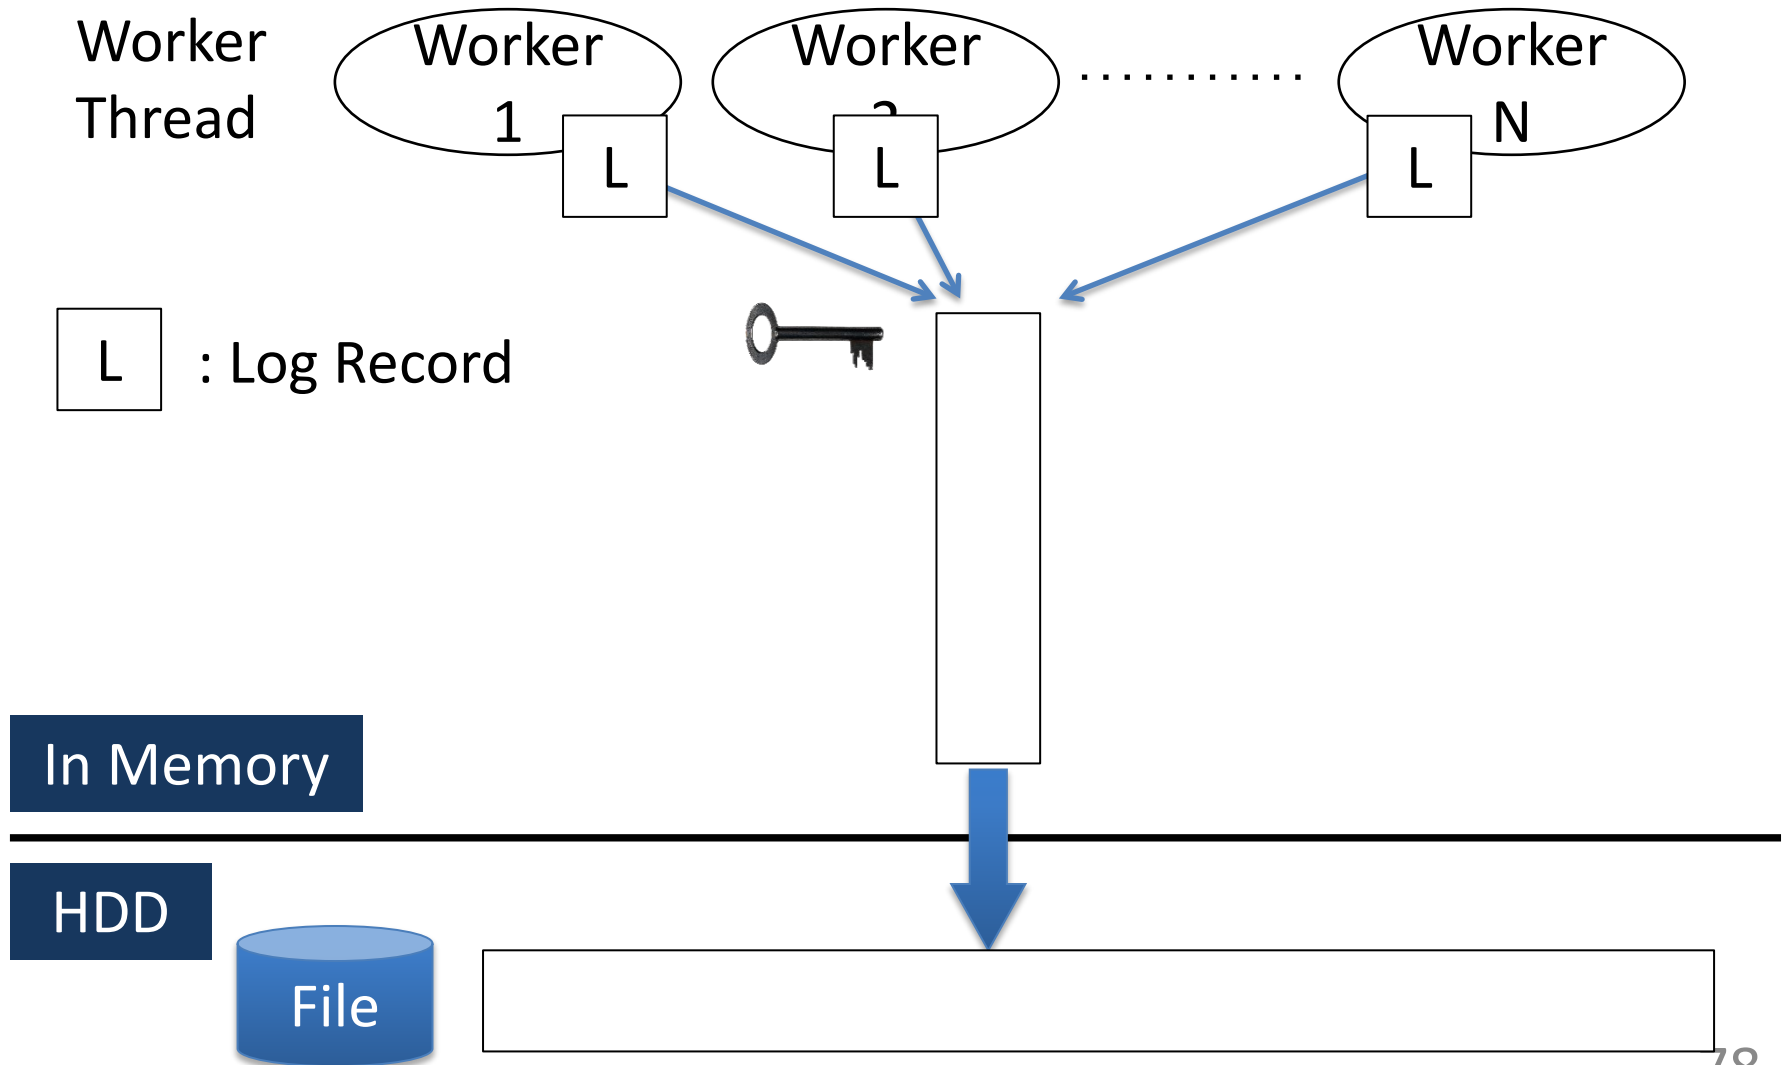 Worker
Thread
Worker
1
Worker
Worker
N
L
L
L
L : Log Record
In Memory
HDD
File